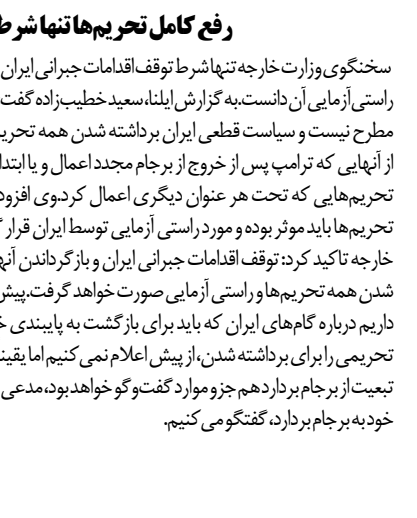 رفع کامل تحریم‌ها تنها شرط
سخنگوی وزارت خارجه تنها شرط توقف اقدامات جبرانی ایران
راستی‌آزمایی آن دانست.به گزارش ایلنا،سعید خطیب‌زاده گفت
مطرح نیست و سیاست قطعی ایران برداشته شدن همه
از آنهایی که ترامپ پس از خروج از برجام مجدد اعمال و یا
تحریم‌هایی که تحت هر عنوان دیگری اعمال کرد.وی
تحریم‌ها باید موثر بوده و مورد راستی آزمایی توسط ایران قرار
خارجه تاکید کرد: توقف اقدامات جبرانی ایران و بازگرداندن
شدن همه تحریم‌ها و راستی آزمایی صورت خواهد گرفت.پیش
داریم درباره گام‌های ایران که باید برای بازگشت به پایبندی
تحریمی را برای برداشته شدن،از پیش اعلام نمی کنیم اما
تبعیت از برجام بردارد هم جزو موارد گفت‌و گو خواهد بود،مدعی
خود به برجام بردارد، گفتگو می کنیم.